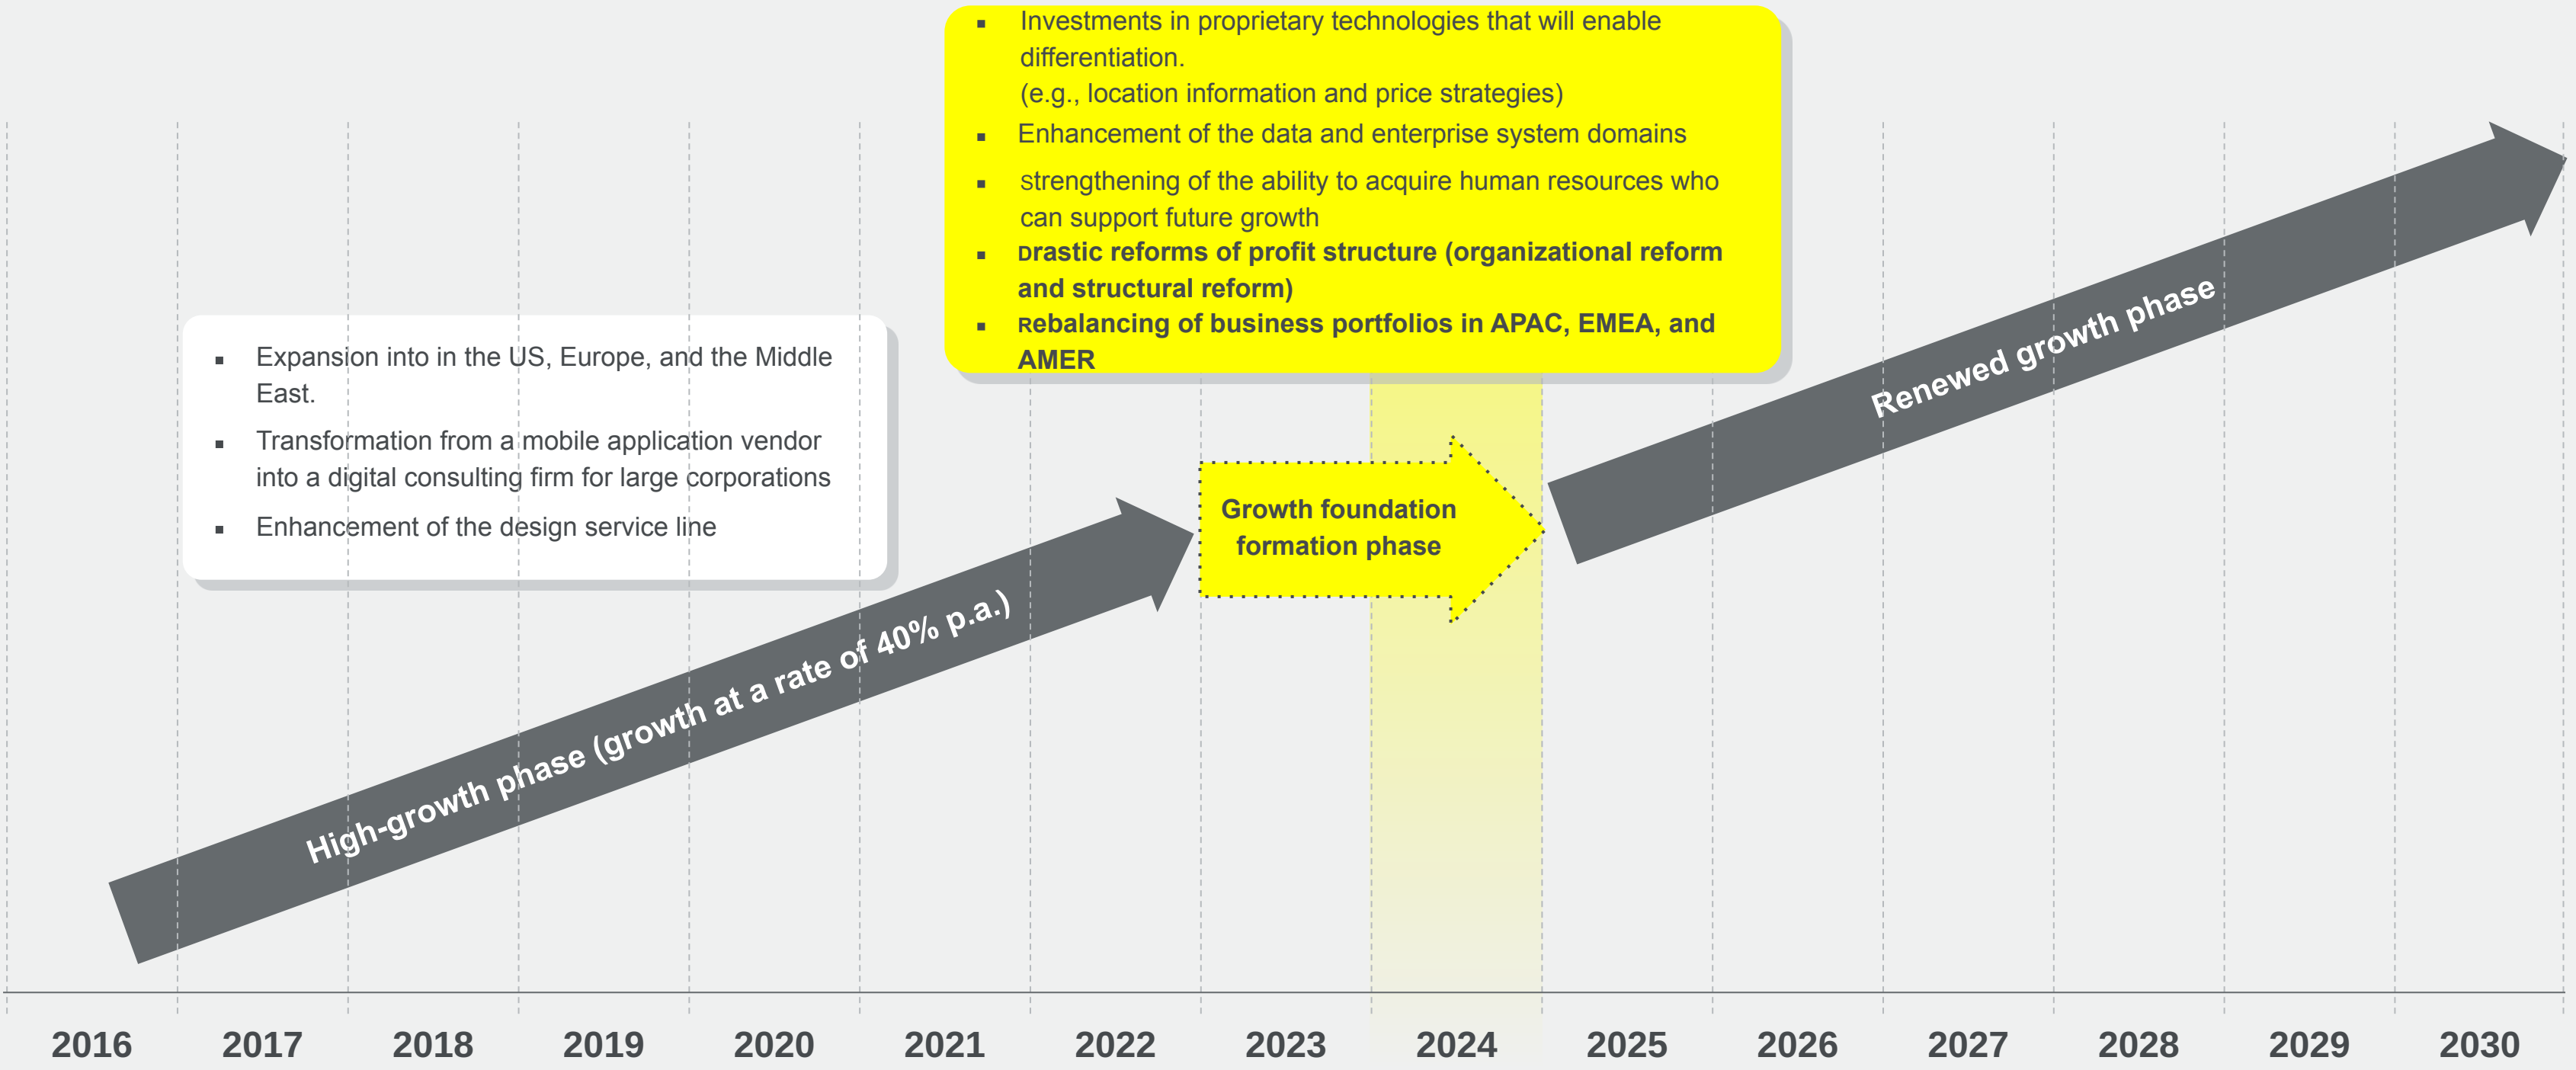 ▪ Investments in proprietary technologies that will enable
differentiation.
(e.g., location information and price strategies)
▪ Enhancement of the data and enterprise system domains
▪ Strengthening of the ability to acquire human resources who
can support future growth
▪ Drastic reforms of profit structure (organizational reform
and structural reform)
▪ Rebalancing of business portfolios in APAC, EMEA, and
AMER
▪ Expansion into in the US, Europe, and the Middle
East.
▪ Transformation from a mobile application vendor
into a digital consulting firm for large corporations
▪ Enhancement of the design service line
High-growth phase (growth at a rate of 40% p.a.)
Growth foundation
formation phase
Renewed growth phase
2016 2017 2018 2019 2020 2021 2022 2023 2024 2025 2026 2027 2028 2029 2030